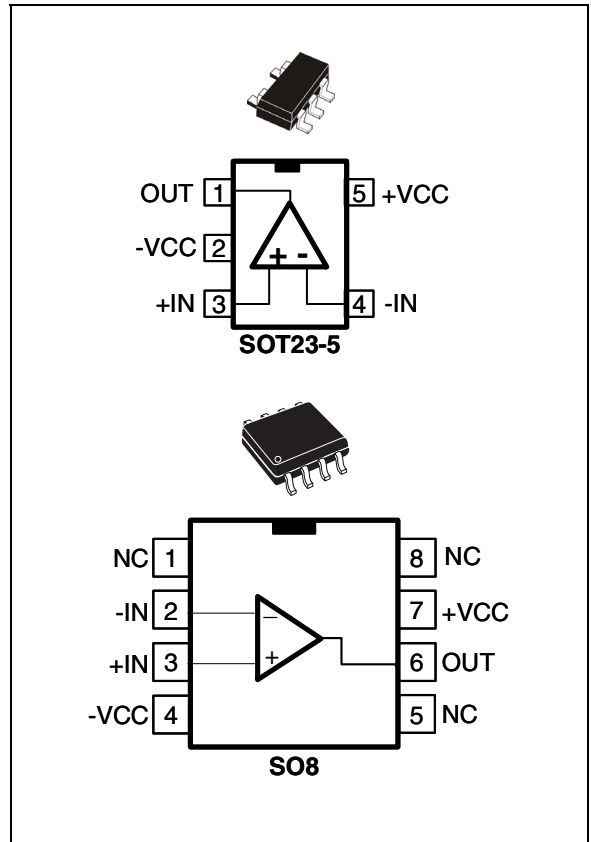 OUT 1 5 +VCC
-VCC 2
+ -
+IN 3 4 -IN
SOT23-5
NC 1 8 NC
-IN 2 7 +VCC
−
+IN 3 6 OUT
+
-VCC 4 5 NC
SO8